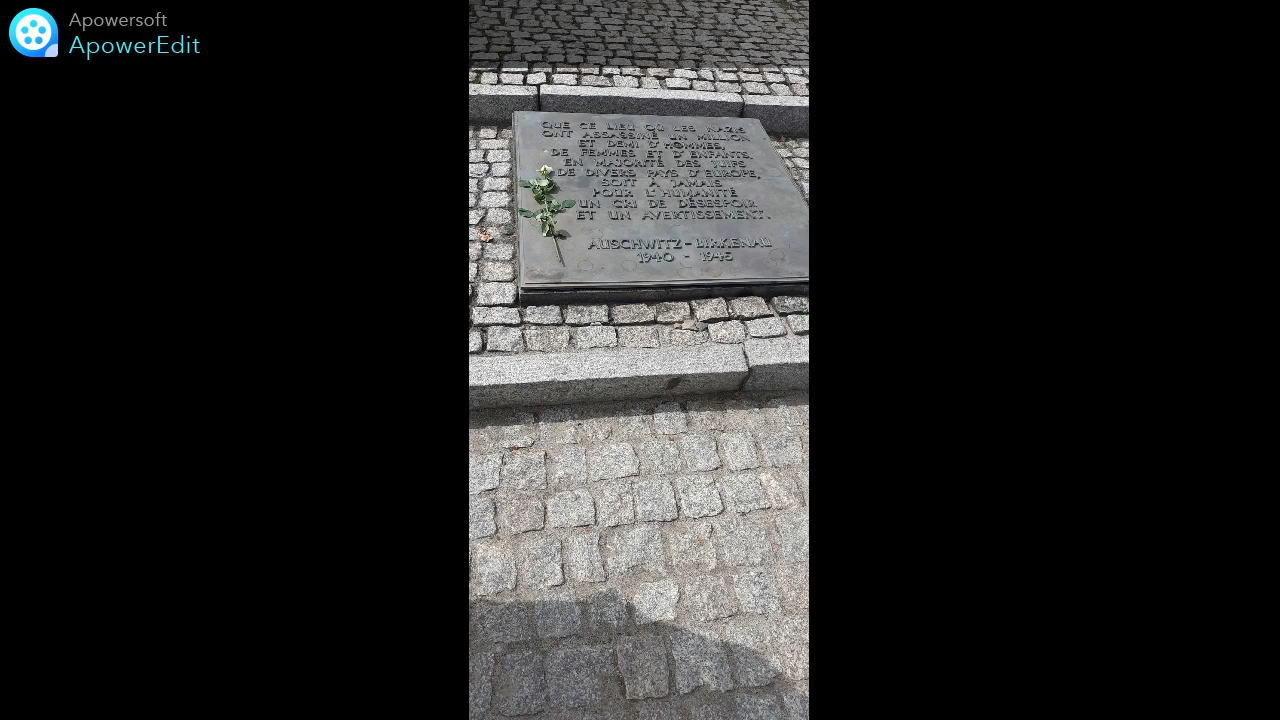 Apowersoft
ApowerEdit
QUE CE LIEU OÙ LES NAZIS
ONT ASSASSINÉ UN MILLION
ET DEMI D'HOMMES,
DE FEMMES ET D'ENFANTS,
EN MAJORITÉ DES JUIFS
DE DIVERS PAYS D'EUROPE,
SOIT À JAMAIS
POUR L'HUMANITÉ
UN CRI DE DÉSESPOIR
ET UN AVERTISSEMENT.
AUSCHWITZ - BIRKENAU
1940 - 1945